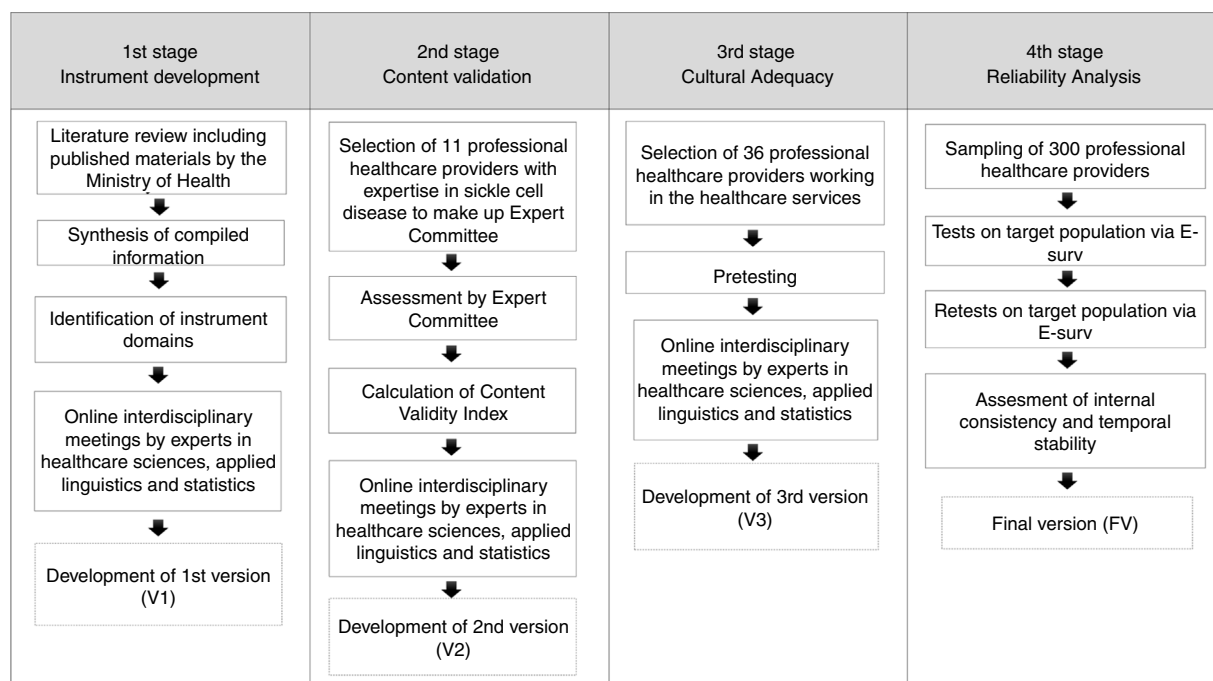 1st stage
Instrument development
2nd stage
Content validation
3rd stage
Cultural Adequacy
4th stage
Reliability Analysis
Literature review including
published materials by the
Ministry of Health
Synthesis of compiled
information
Identification of instrument
domains
Online interdisciplinary
meetings by experts in
healthcare sciences, applied
linguistics and statistics
Development of 1st version
(V1)
Selection of 11 professional
healthcare providers with
expertise in sickle cell
disease to make up Expert
Committee
Assessment by Expert
Committee
Calculation of Content
Validity Index
Online interdisciplinary
meetings by experts in
healthcare sciences, applied
linguistics and statistics
Development of 2nd version
(V2)
Selection of 36 professional
healthcare providers working
in the healthcare services
Pretesting
Online interdisciplinary
meetings by experts in
healthcare sciences, applied
linguistics and statistics
Development of 3rd version
(V3)
Sampling of 300 professional
healthcare providers
Tests on target population via E-
surv
Retests on target population via
E-surv
Assesment of internal
consistency and temporal
stability
Final version (FV)